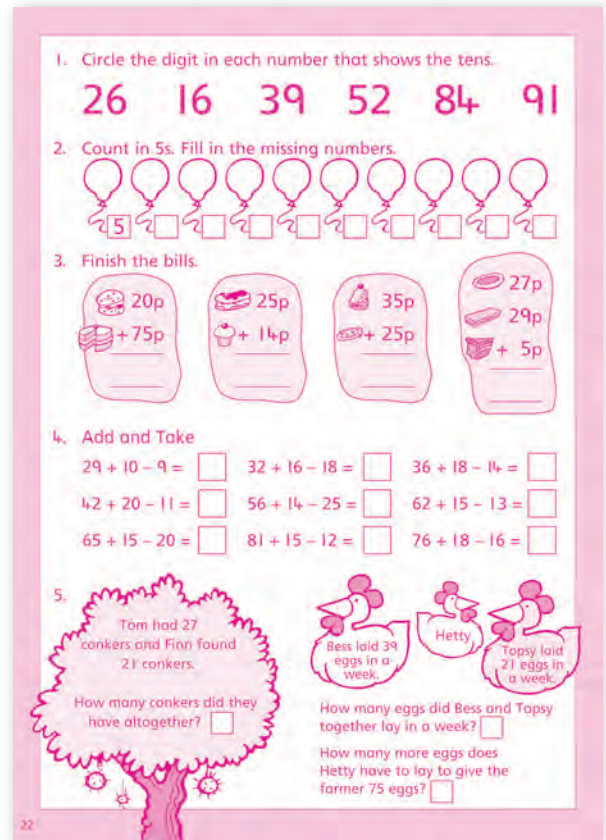 1. Circle the digit in each number that shows the tens.
26 16 39 52 84 91
2. Count in 5s. Fill in the missing numbers.
5
3. Finish the bills.
20p
+ 75p
25p
+ 14p
35p
+ 25p
27p
29p
+ 5p
4. Add and Take
29 + 10 – 9 =
32 + 16 – 18 =
36 + 18 – 14 =
42 + 20 – 11 =
56 + 14 – 25 =
62 + 15 – 13 =
65 + 15 – 20 =
81 + 15 – 12 =
76 + 18 – 16 =
5.
Tom had 27
conkers and Finn found
21 conkers.
How many conkers did they
have altogether?
Bess laid 39
eggs in a
week.
Hetty
Topsy laid
21 eggs in
a week.
How many eggs did Bess and Topsy
together lay in a week?
How many more eggs does
Hetty have to lay to give the
farmer 75 eggs?
22